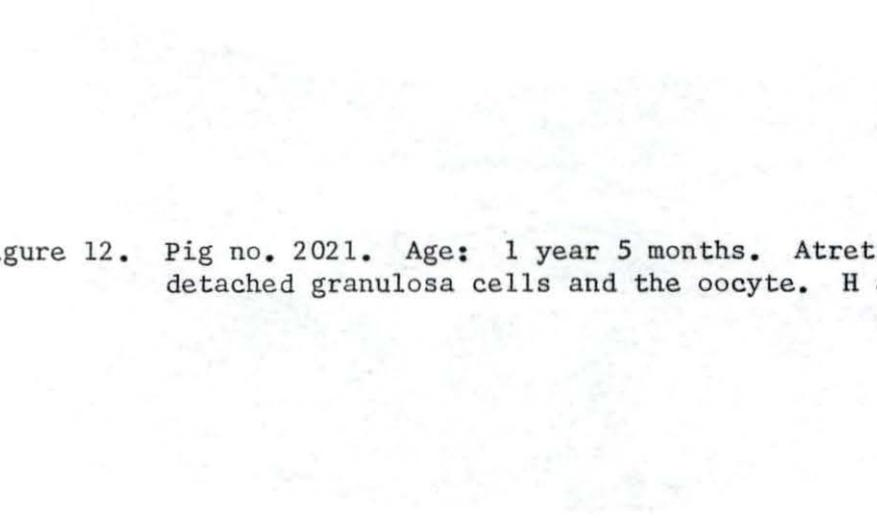 gure 12. Pig no. 2021. Age: 1 year 5 months. Atret
detached granulosa cells and the oocyte. H